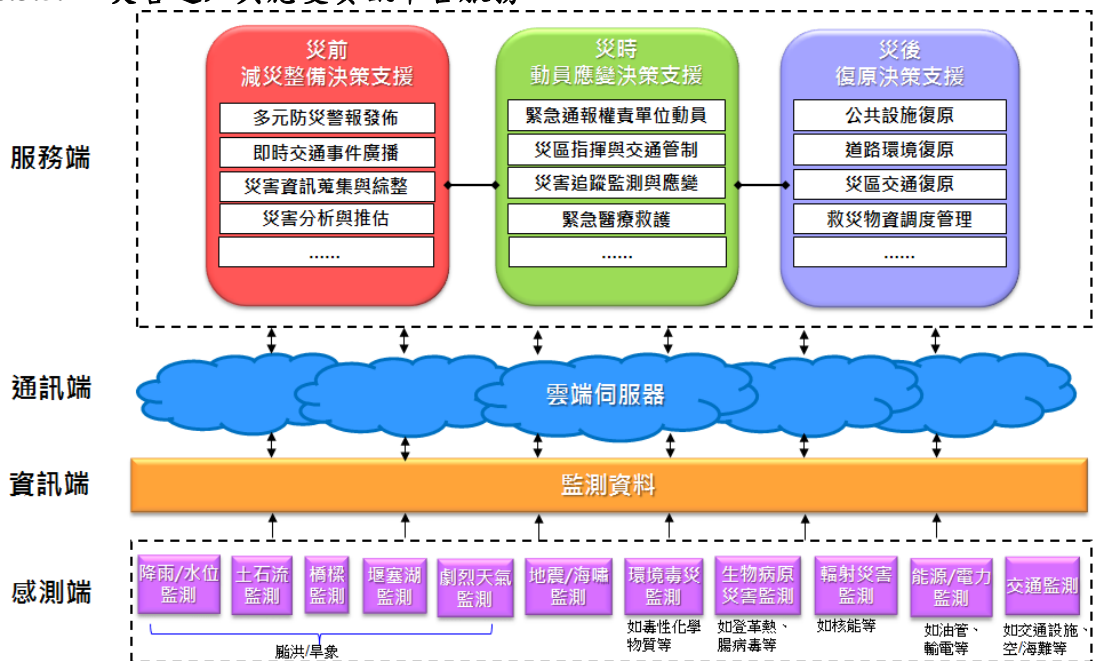 服務端
災前
減災整備決策支援
多元防災警報發佈
即時交通事件廣播
災害資訊蒐集與綜整
災害分析與推估
......
災時
動員應變決策支援
緊急通報權責單位動員
災區指揮與交通管制
災害追蹤監測與應變
緊急醫療救護
......
災後
復原決策支援
公共設施復原
道路環境復原
災區交通復原
救災物資調度管理
......
通訊端
雲端伺服器
資訊端
監測資料
感測端
降雨/水位
監測
土石流
監測
橋樑
監測
堰塞湖
監測
劇烈天氣
監測
颱洪/旱象
地震/海嘯
監測
環境毒災
監測
如毒性化學
物質等
生物病原
災害監測
如登革熱、
腸病毒等
輻射災害
監測
如核能等
能源/電力
監測
如油管、
輸電等
交通監測
如交通設施、
空/海難等